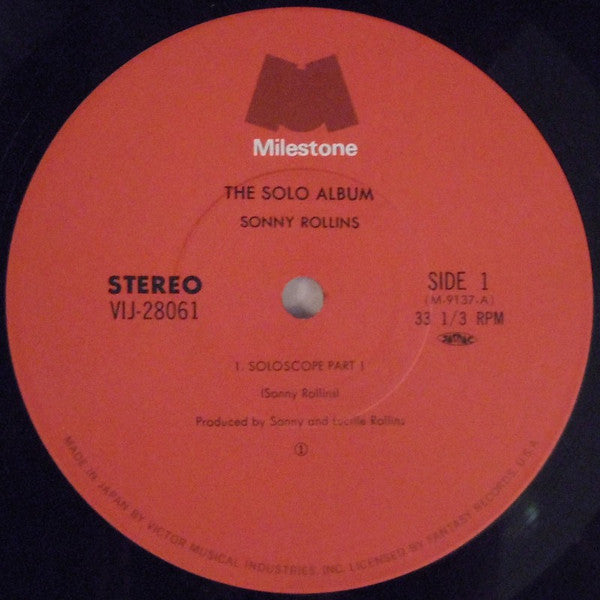 Milestone
THE SOLO ALBUM
SONNY ROLLINS
STEREO
VIJ-28061
SIDE 1
(M-9137-A)
33 1/3 RPM
1. SOLOSCOPE PART 1
(Sonny Rollins)
Produced by Sonny and Lucille Rollins
①
MADE IN JAPAN BY VICTOR MUSICAL INDUSTRIES, INC. LICENSED BY FANTASY RECORDS, U.S.A